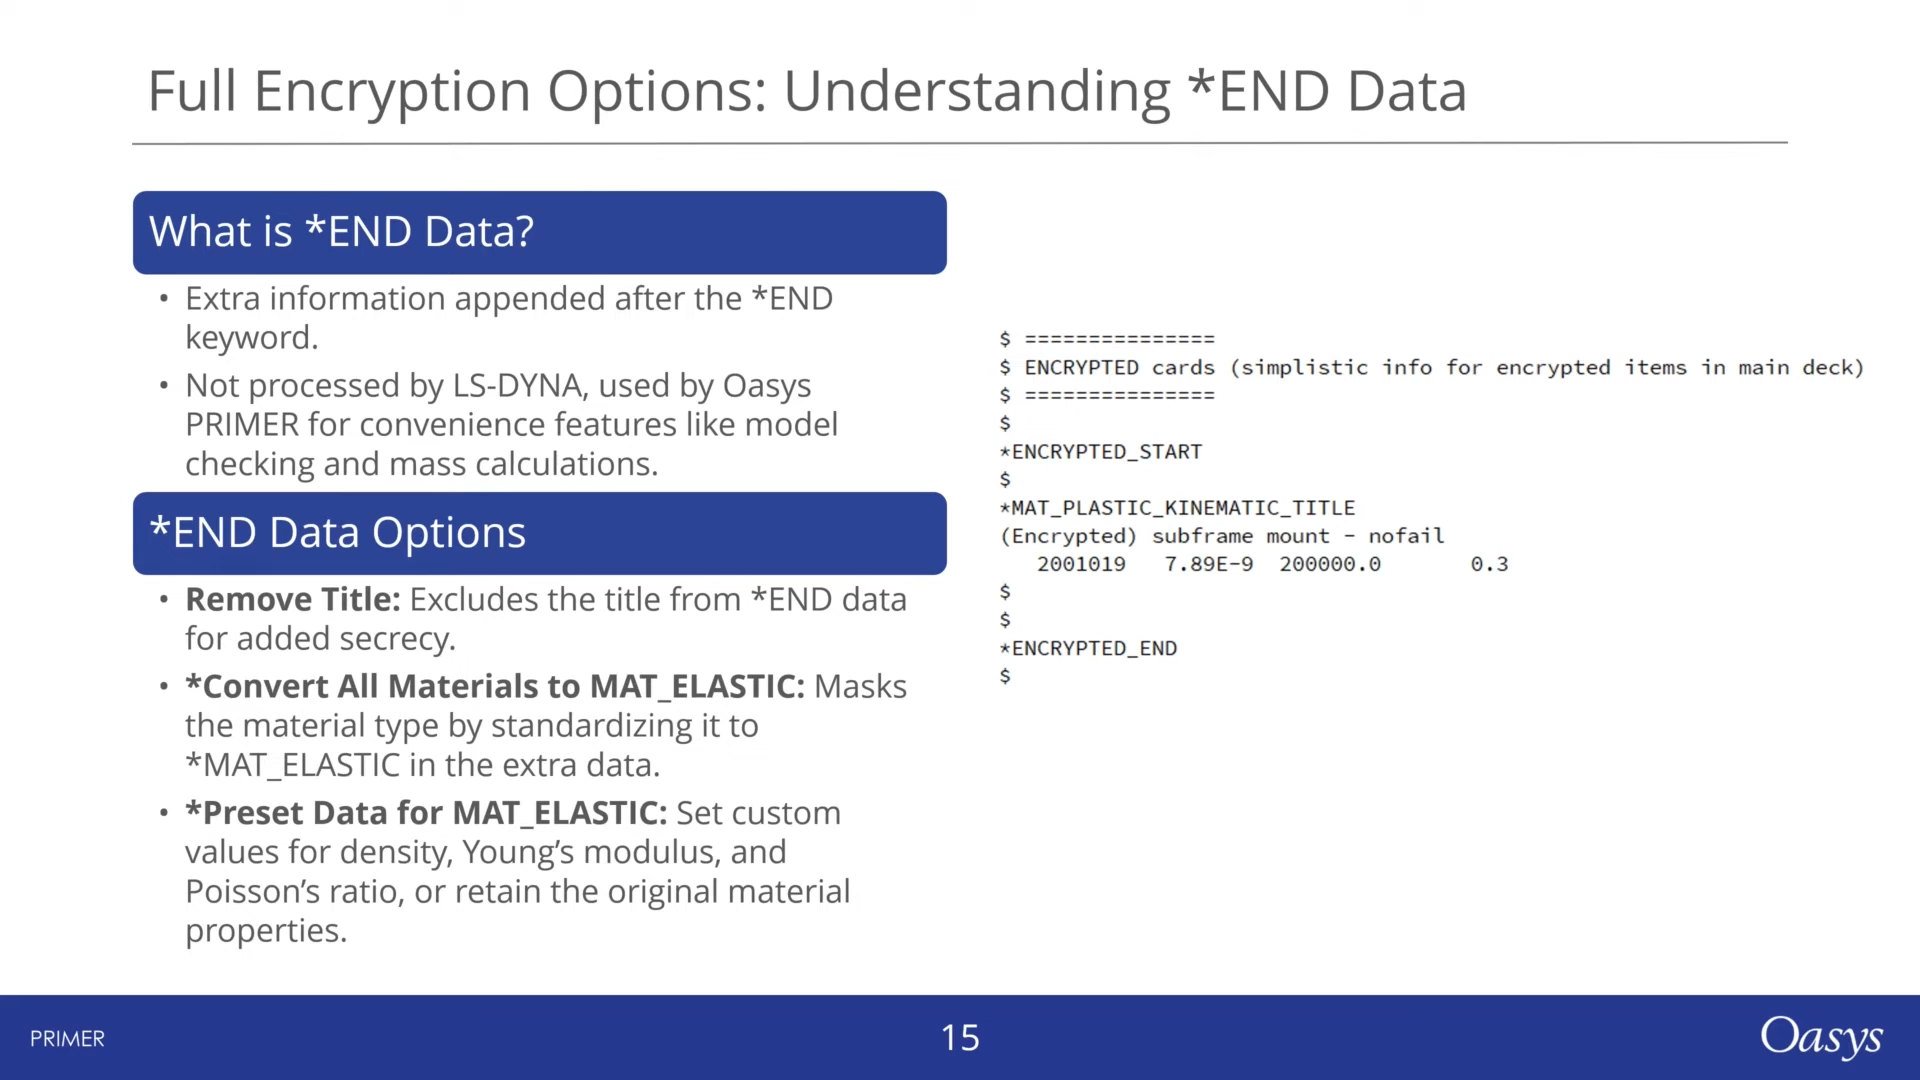 Full Encryption Options: Understanding *END Data
What is *END Data?
• Extra information appended after the *END
keyword.
• Not processed by LS-DYNA, used by Oasys
PRIMER for convenience features like model
checking and mass calculations.
*END Data Options
• Remove Title: Excludes the title from *END data
for added secrecy.
• *Convert All Materials to MAT_ELASTIC: Masks
the material type by standardizing it to
*MAT_ELASTIC in the extra data.
• *Preset Data for MAT_ELASTIC: Set custom
values for density, Young’s modulus, and
Poisson’s ratio, or retain the original material
properties.
$ ===============
$ ENCRYPTED cards (simplistic info for encrypted items in main deck)
$ ===============
$
*ENCRYPTED_START
$
*MAT_PLASTIC_KINEMATIC_TITLE
(Encrypted) subframe mount - nofail
   2001019   7.89E-9  200000.0       0.3
$
$
*ENCRYPTED_END
$
PRIMER
15
Oasys